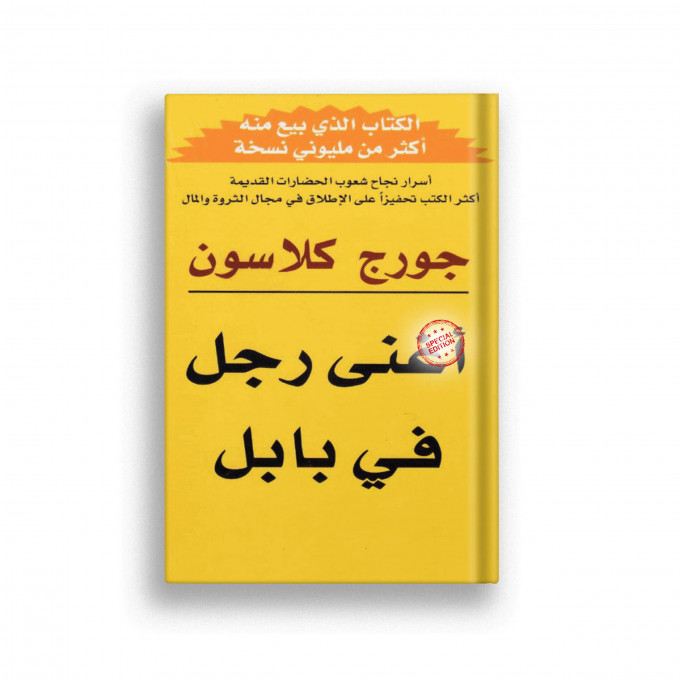 الكتاب الذي بيع منه
أكثر من مليوني نسخة
أسرار نجاح شعوب الحضارات القديمة
أكثر الكتب تحفيزاً على الإطلاق في مجال الثروة والمال
جورج كلاسون
SPECIAL
EDITION
أغنى رجل
في بابل